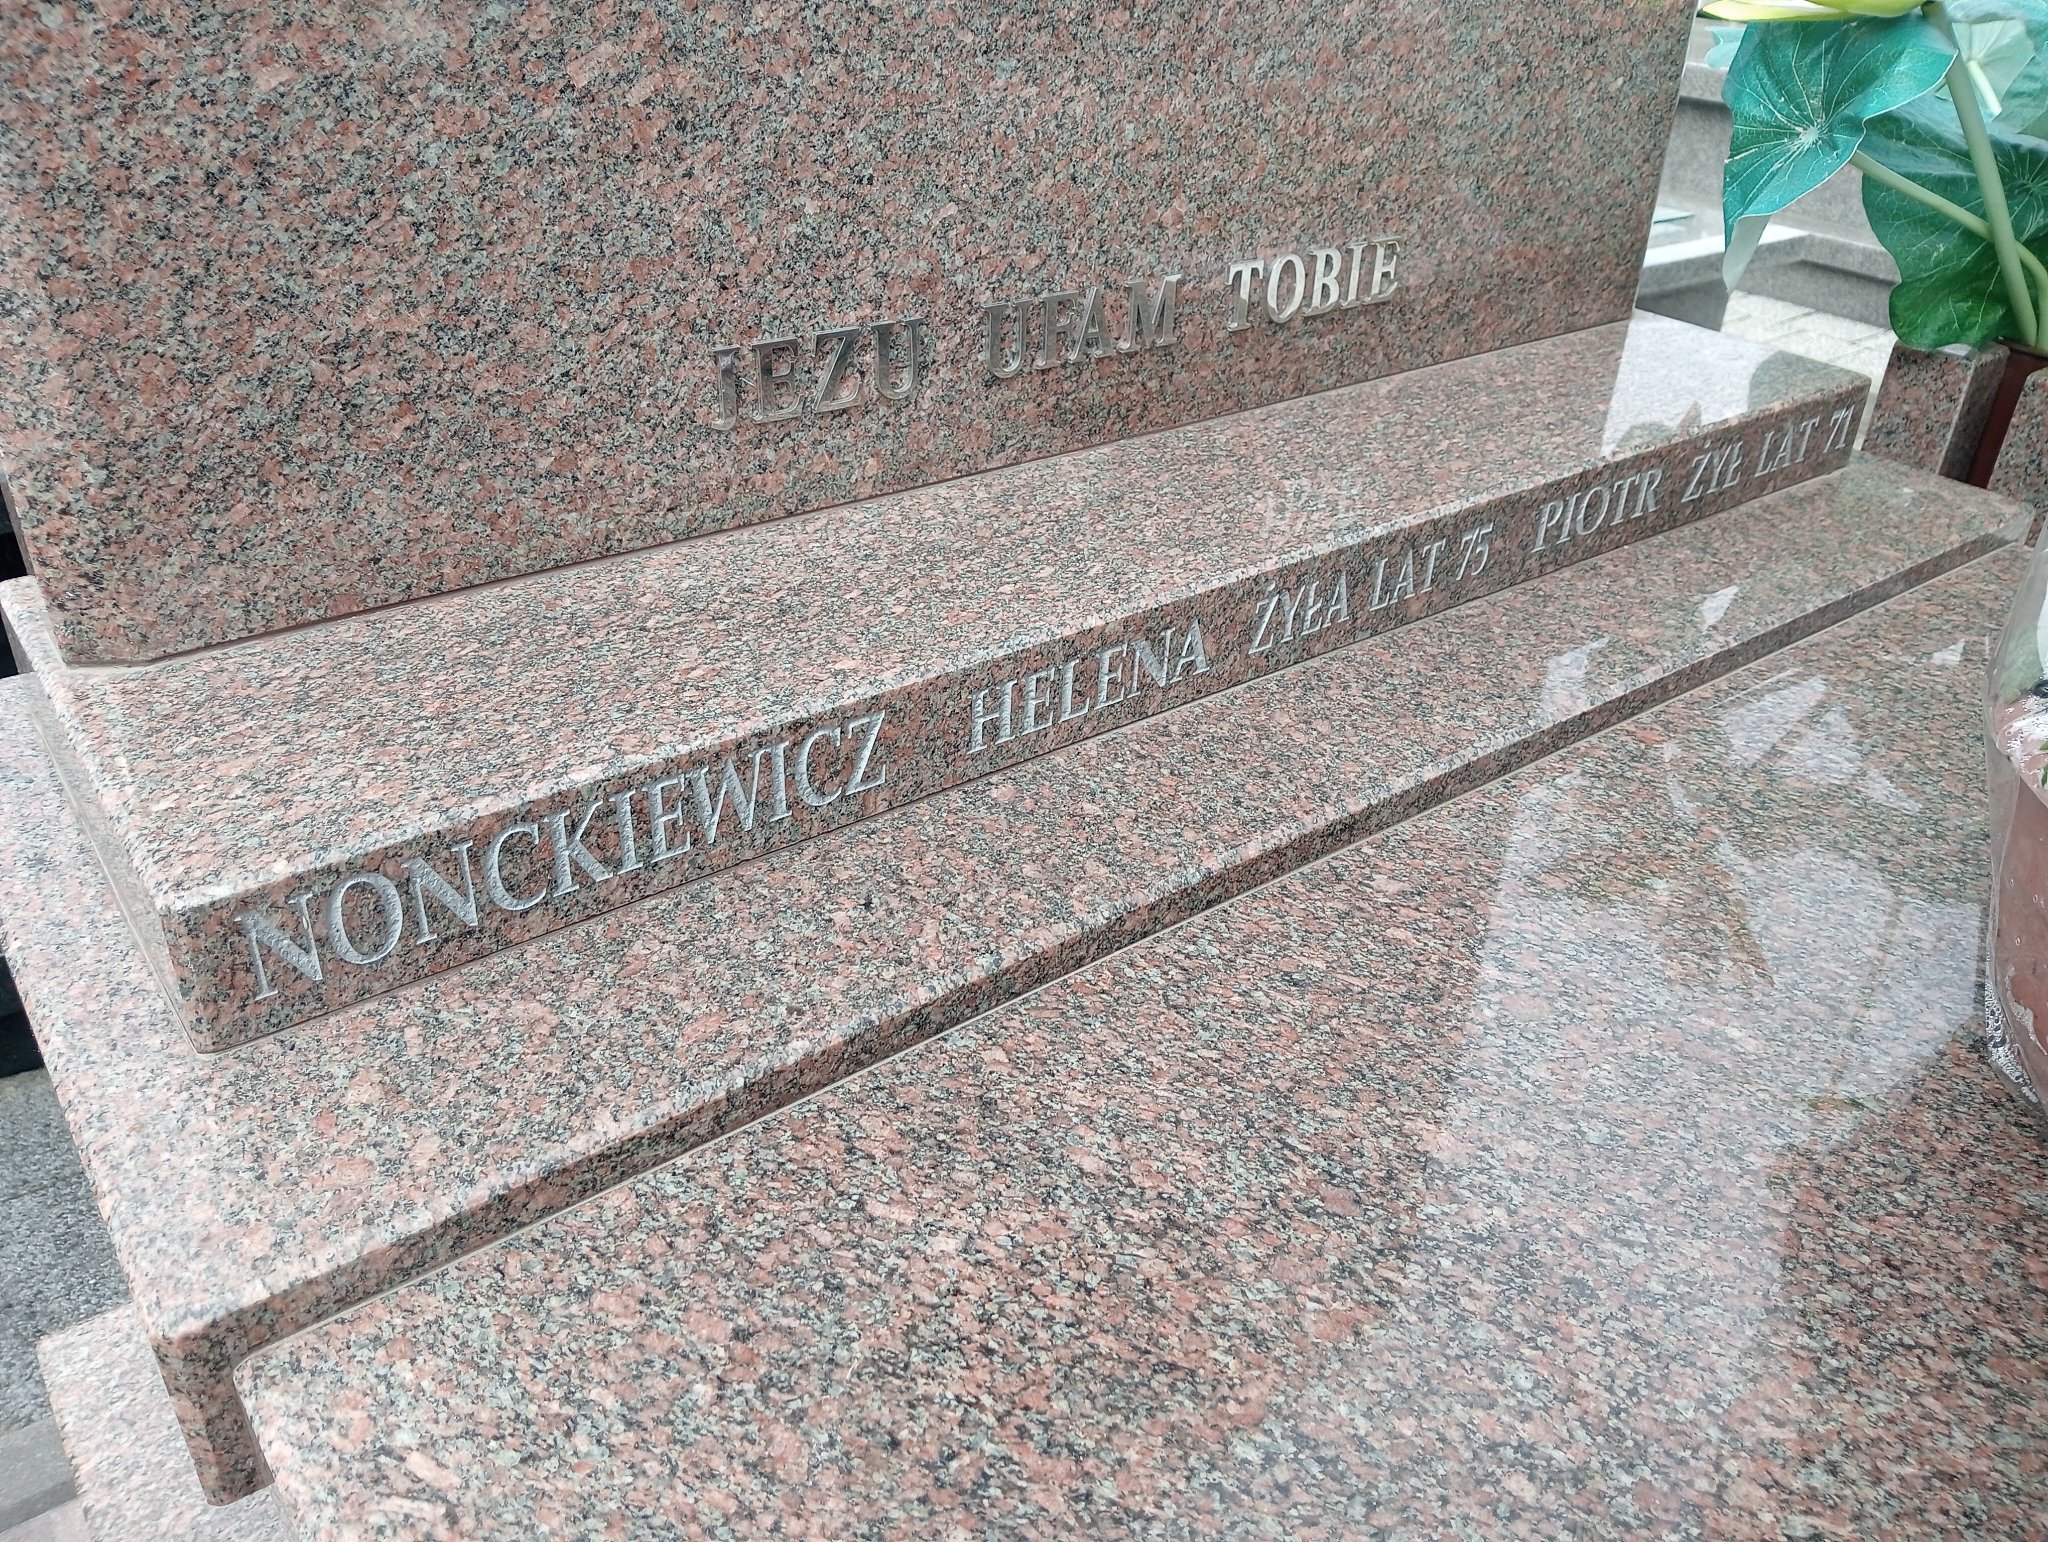 JEZU UFAM TOBIE
NONCKIEWICZ HELENA ŻYŁA LAT 75 PIOTR ŻYŁ LAT 71